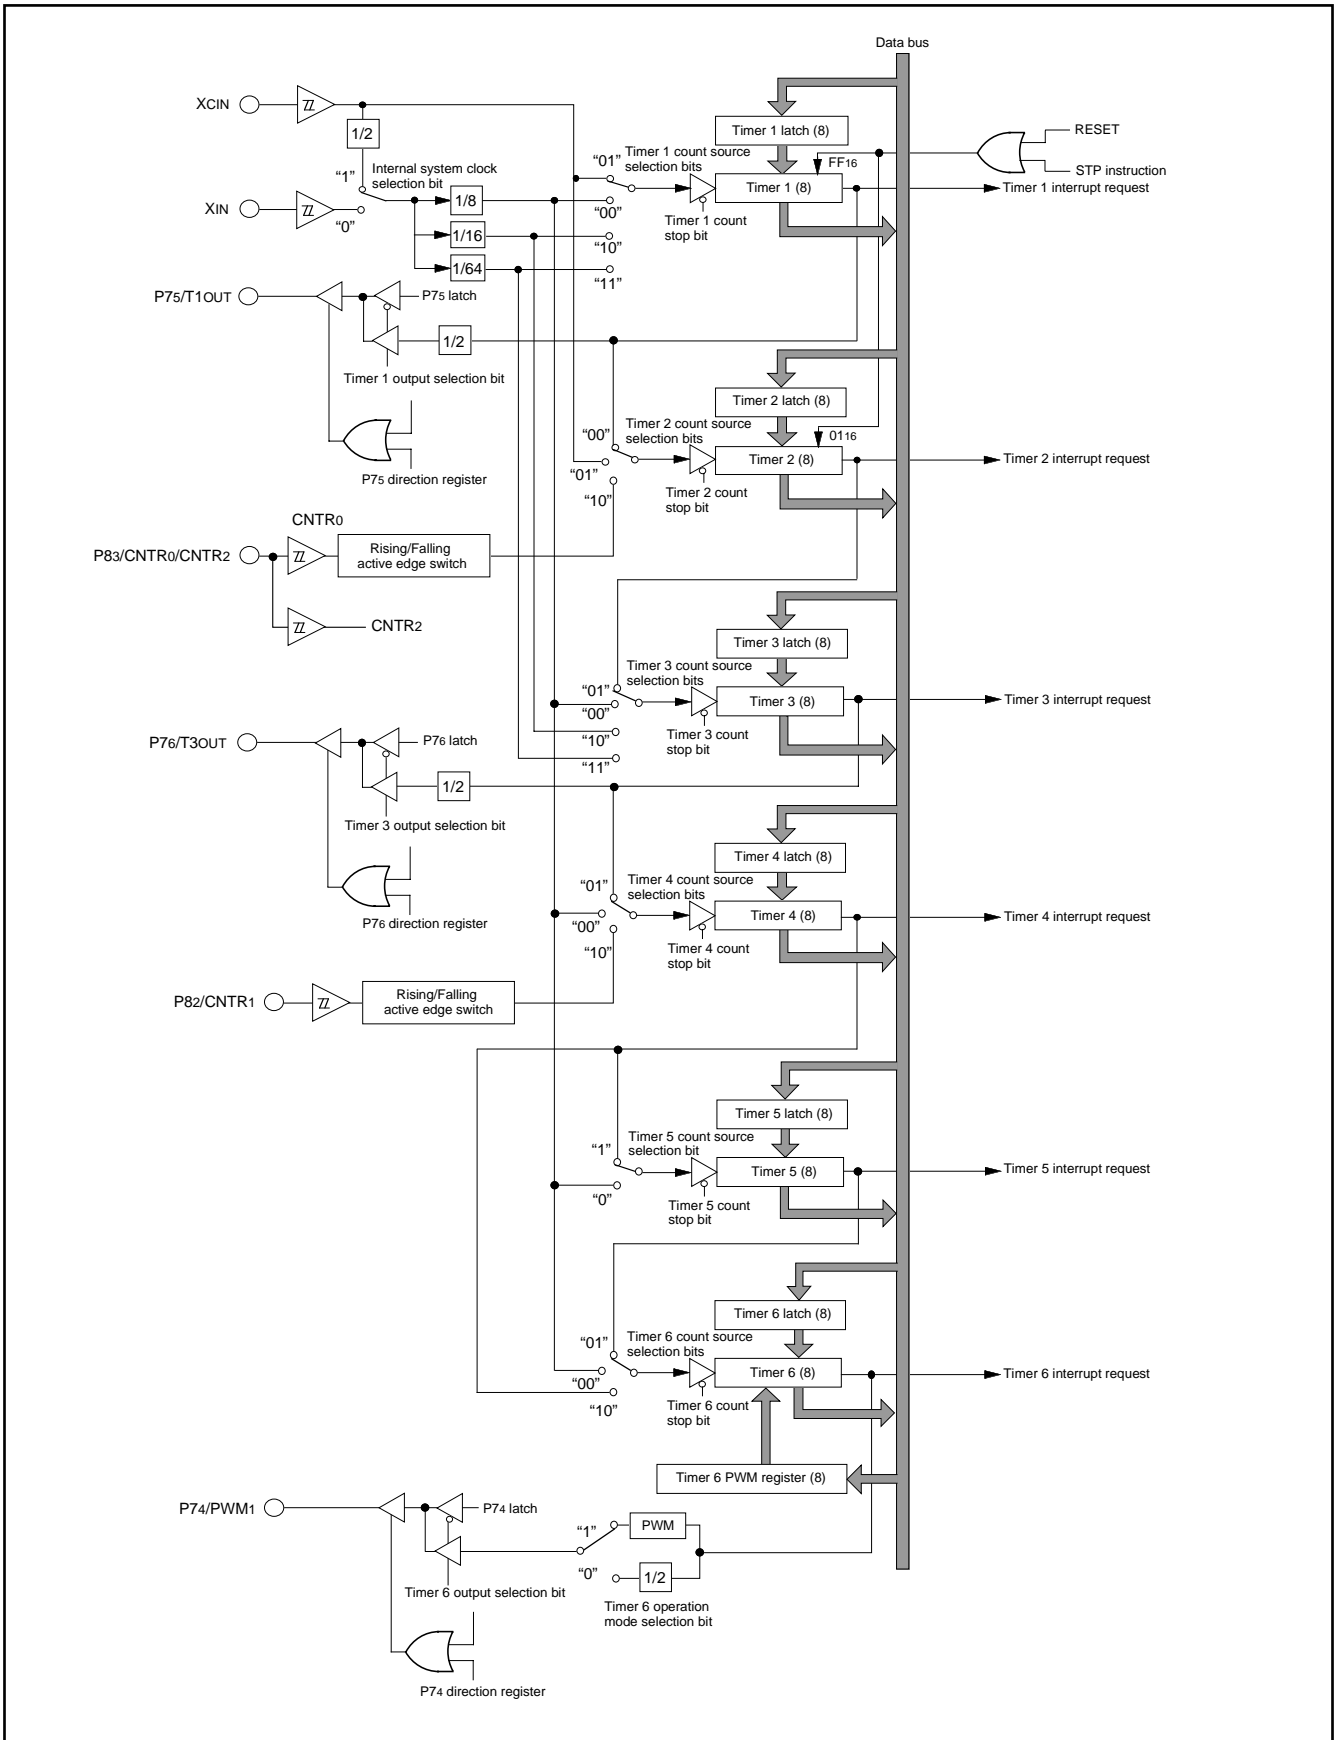 Data bus
XCIN
1/2
RESET
STP instruction
Timer 1 latch (8)
FF16
"01"
Timer 1 count source
selection bits
Timer 1 (8)
Timer 1 interrupt request
"1"
Internal system clock
selection bit
XIN
"0"
1/8
"00"
Timer 1 count
stop bit
1/16
"10"
1/64
"11"
P75/T1OUT
P75 latch
1/2
Timer 1 output selection bit
P75 direction register
Timer 2 latch (8)
0116
"00"
Timer 2 count source
selection bits
Timer 2 (8)
Timer 2 interrupt request
"01"
"10"
Timer 2 count
stop bit
CNTR0
P83/CNTR0/CNTR2
Rising/Falling
active edge switch
CNTR2
Timer 3 latch (8)
"01"
Timer 3 count source
selection bits
Timer 3 (8)
Timer 3 interrupt request
"00"
"10"
"11"
Timer 3 count
stop bit
P76/T3OUT
P76 latch
1/2
Timer 3 output selection bit
P76 direction register
Timer 4 latch (8)
"01"
Timer 4 count source
selection bits
Timer 4 (8)
Timer 4 interrupt request
"00"
"10"
Timer 4 count
stop bit
P82/CNTR1
Rising/Falling
active edge switch
Timer 5 latch (8)
"1"
Timer 5 count source
selection bit
Timer 5 (8)
Timer 5 interrupt request
"0"
Timer 5 count
stop bit
Timer 6 latch (8)
"01"
Timer 6 count source
selection bits
Timer 6 (8)
Timer 6 interrupt request
"00"
"10"
Timer 6 count
stop bit
Timer 6 PWM register (8)
P74/PWM1
P74 latch
"1"
PWM
"0"
1/2
Timer 6 output selection bit
Timer 6 operation
mode selection bit
P74 direction register